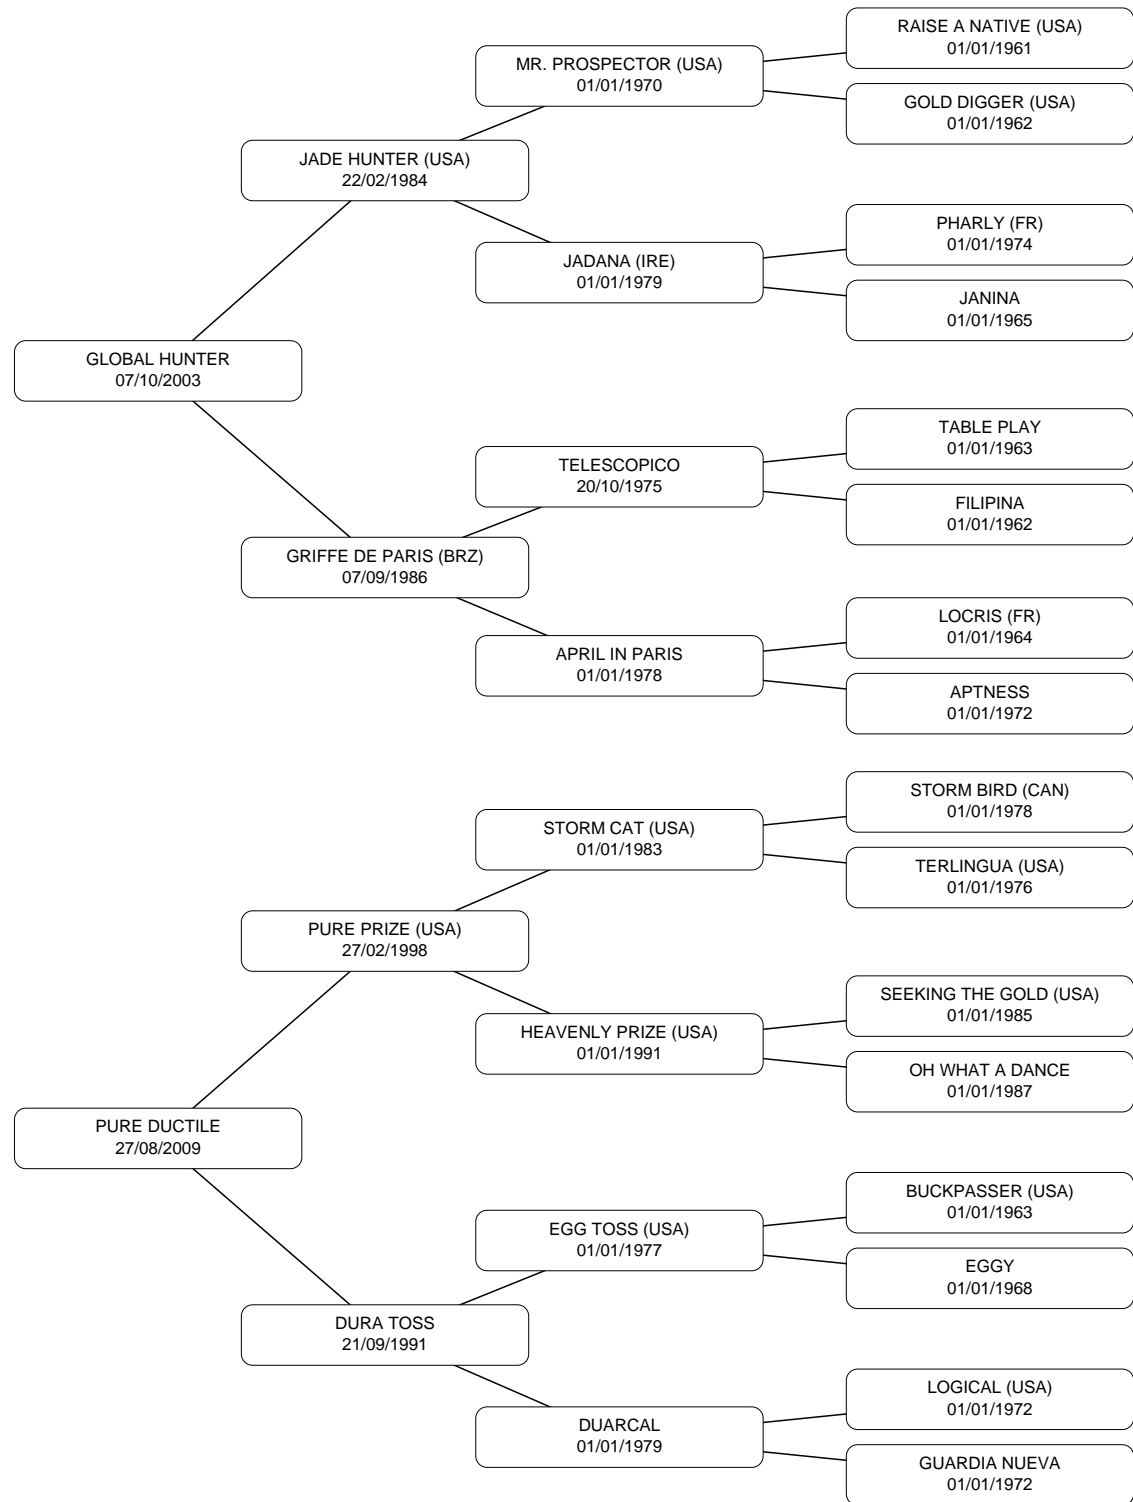 RAISE A NATIVE (USA)
01/01/1961
MR. PROSPECTOR (USA)
01/01/1970
GOLD DIGGER (USA)
01/01/1962
JADE HUNTER (USA)
22/02/1984
PHARLY (FR)
01/01/1974
JADANA (IRE)
01/01/1979
JANINA
01/01/1965
GLOBAL HUNTER
07/10/2003
TABLE PLAY
01/01/1963
TELESCOPICO
20/10/1975
FILIPINA
01/01/1962
GRIFFE DE PARIS (BRZ)
07/09/1986
LOCRIS (FR)
01/01/1964
APRIL IN PARIS
01/01/1978
APTNESS
01/01/1972
STORM BIRD (CAN)
01/01/1978
STORM CAT (USA)
01/01/1983
TERLINGUA (USA)
01/01/1976
PURE PRIZE (USA)
27/02/1998
SEEKING THE GOLD (USA)
01/01/1985
HEAVENLY PRIZE (USA)
01/01/1991
OH WHAT A DANCE
01/01/1987
PURE DUCTILE
27/08/2009
BUCKPASSER (USA)
01/01/1963
EGG TOSS (USA)
01/01/1977
EGGY
01/01/1968
DURA TOSS
21/09/1991
LOGICAL (USA)
01/01/1972
DUARCAL
01/01/1979
GUARDIA NUEVA
01/01/1972